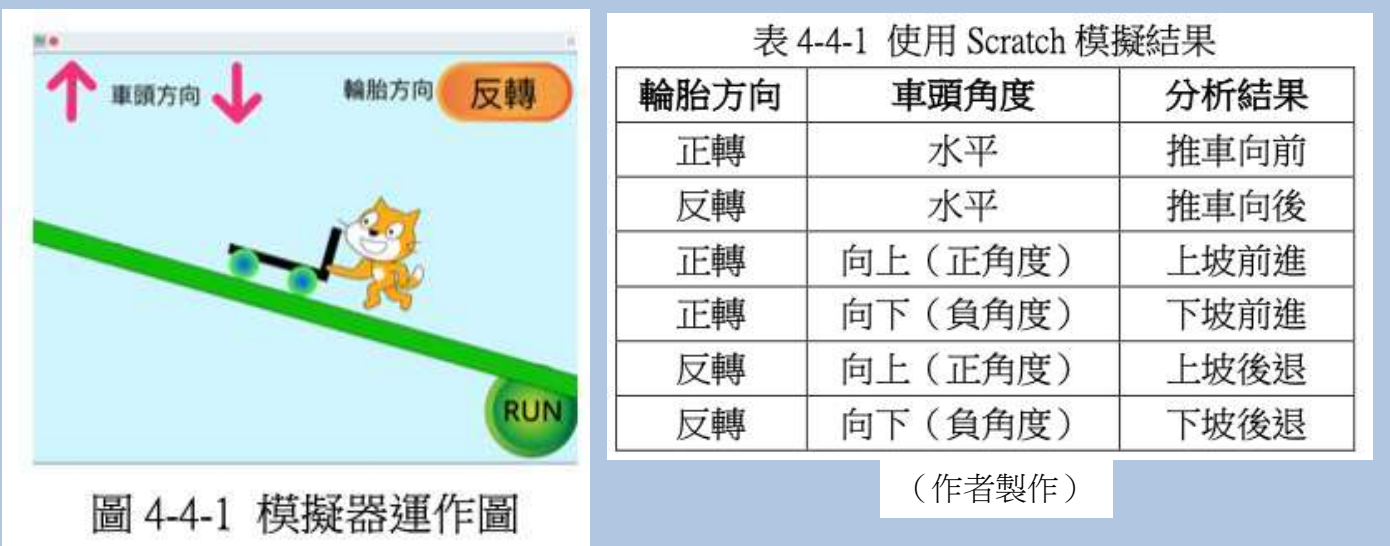 車頭方向
輪胎方向
反轉
RUN
圖 4-4-1 模擬器運作圖
表 4-4-1 使用 Scratch 模擬結果
輪胎方向 車頭角度 分析結果
正轉 水平 推車向前
反轉 水平 推車向後
正轉 向上（正角度） 上坡前進
正轉 向下（負角度） 下坡前進
反轉 向上（正角度） 上坡後退
反轉 向下（負角度） 下坡後退
（作者製作）